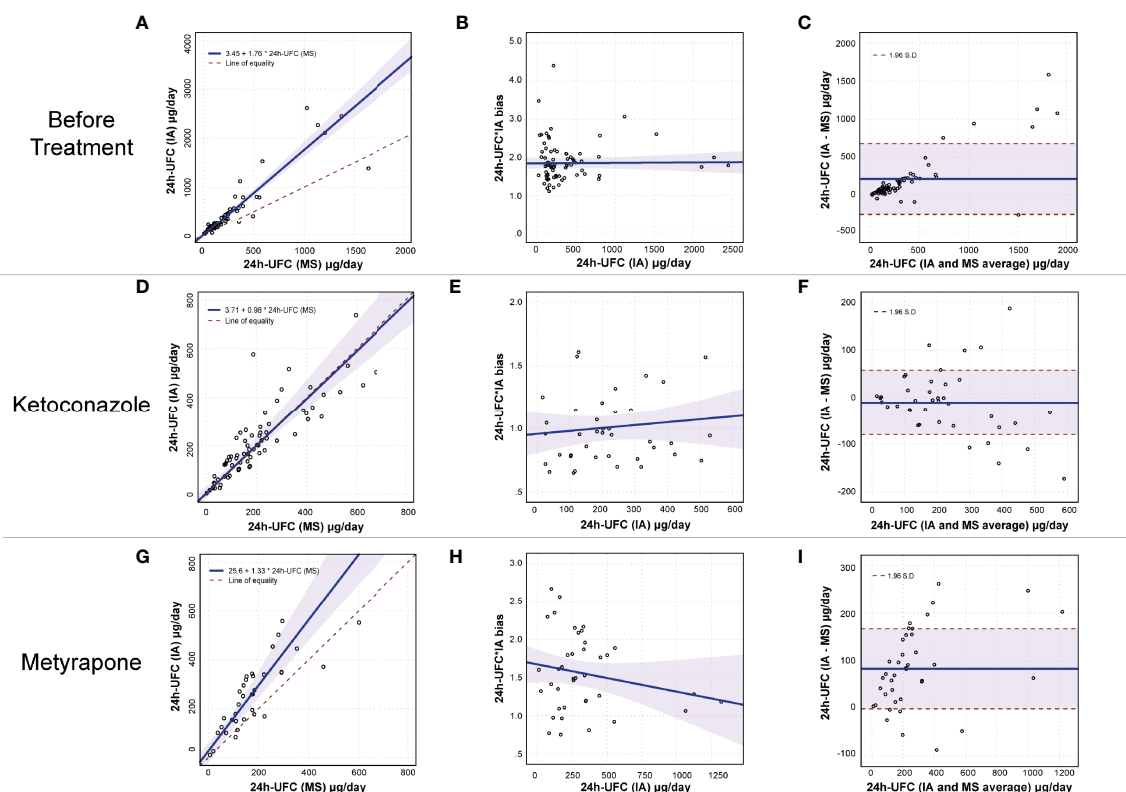 A
B
C
Before
Treatment
24h-UFC (IA) µg/day
4000
3000
2000
1000
0
3.45 + 1.76 * 24h-UFC (MS)
Line of equality
0 500 1000 1500 2000
24h-UFC (MS) µg/day
24h-UFC*IA bias
5.0
4.0
3.0
2.0
1.0
.0
0 500 1000 1500 2000 2500
24h-UFC (IA) µg/day
24h-UFC (IA - MS) µg/day
2000
1500
1000
500
0
-500
1.96 S.D
0 500 1000 1500 2000
24h-UFC (IA and MS average) µg/day
D
E
F
Ketoconazole
24h-UFC (IA) µg/day
800
600
400
200
0
3.71 + 0.98 * 24h-UFC (MS)
Line of equality
0 200 400 600 800
24h-UFC (MS) µg/day
24h-UFC*IA bias
2.0
1.5
1.0
.5
0 100 200 300 400 500 600
24h-UFC (IA) µg/day
24h-UFC (IA - MS) µg/day
200
100
0
-100
-200
1.96 S.D
0 100 200 300 400 500 600
24h-UFC (IA and MS average) µg/day
G
H
I
Metyrapone
24h-UFC (IA) µg/day
800
600
400
200
0
25.6 + 1.33 * 24h-UFC (MS)
Line of equality
0 200 400 600 800
24h-UFC (MS) µg/day
24h-UFC*IA bias
3.0
2.5
2.0
1.5
1.0
.5
0 250 500 750 1000 1250
24h-UFC (IA) µg/day
24h-UFC (IA - MS) µg/day
300
200
100
0
-100
1.96 S.D
0 200 400 600 800 1000 1200
24h-UFC (IA and MS average) µg/day